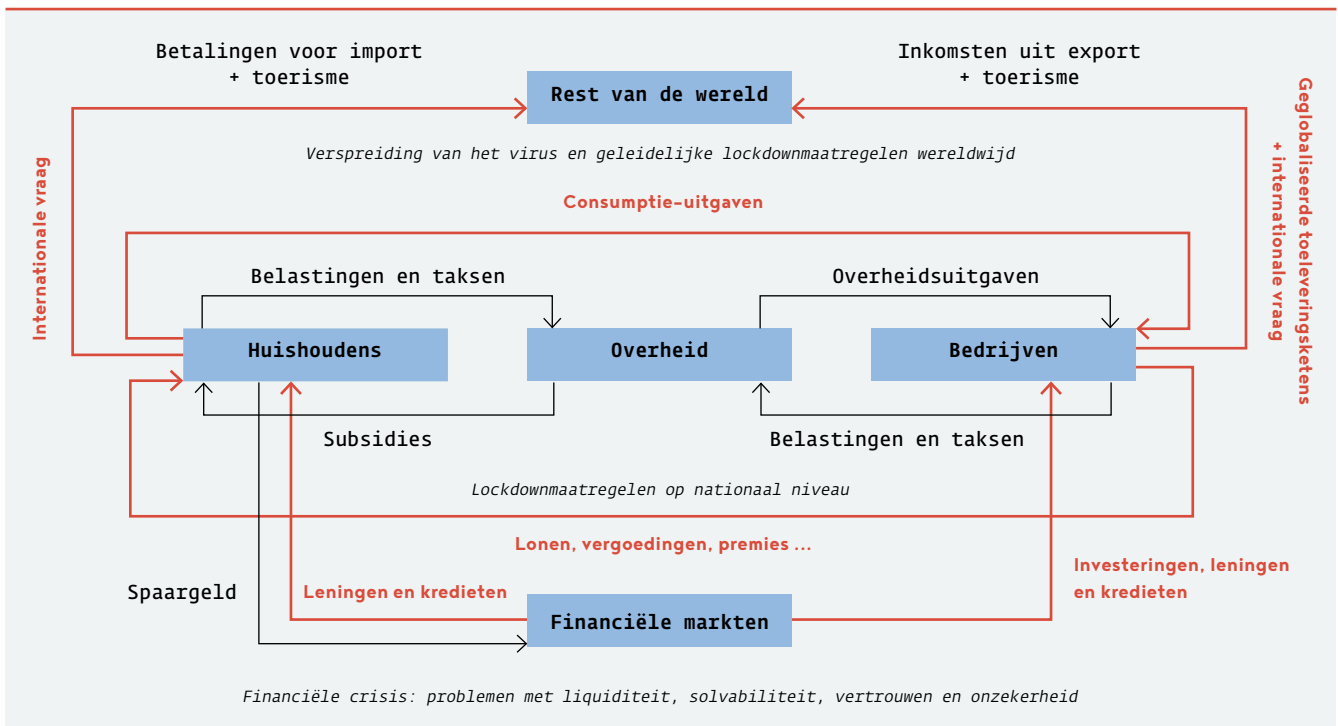 Betalingen voor import
+ toerisme
Inkomsten uit export
+ toerisme
Rest van de wereld
Verspreiding van het virus en geleidelijke lockdownmaatregelen wereldwijd
Internationale vraag
Geglobaliseerde toeleveringsketens
+ internationale vraag
Consumptie-uitgaven
Belastingen en taksen
Overheidsuitgaven
Huishoudens
Overheid
Bedrijven
Subsidies
Belastingen en taksen
Lockdownmaatregelen op nationaal niveau
Lonen, vergoedingen, premies ...
Spaargeld
Leningen en kredieten
Investeringen, leningen
en kredieten
Financiële markten
Financiële crisis: problemen met liquiditeit, solvabiliteit, vertrouwen en onzekerheid